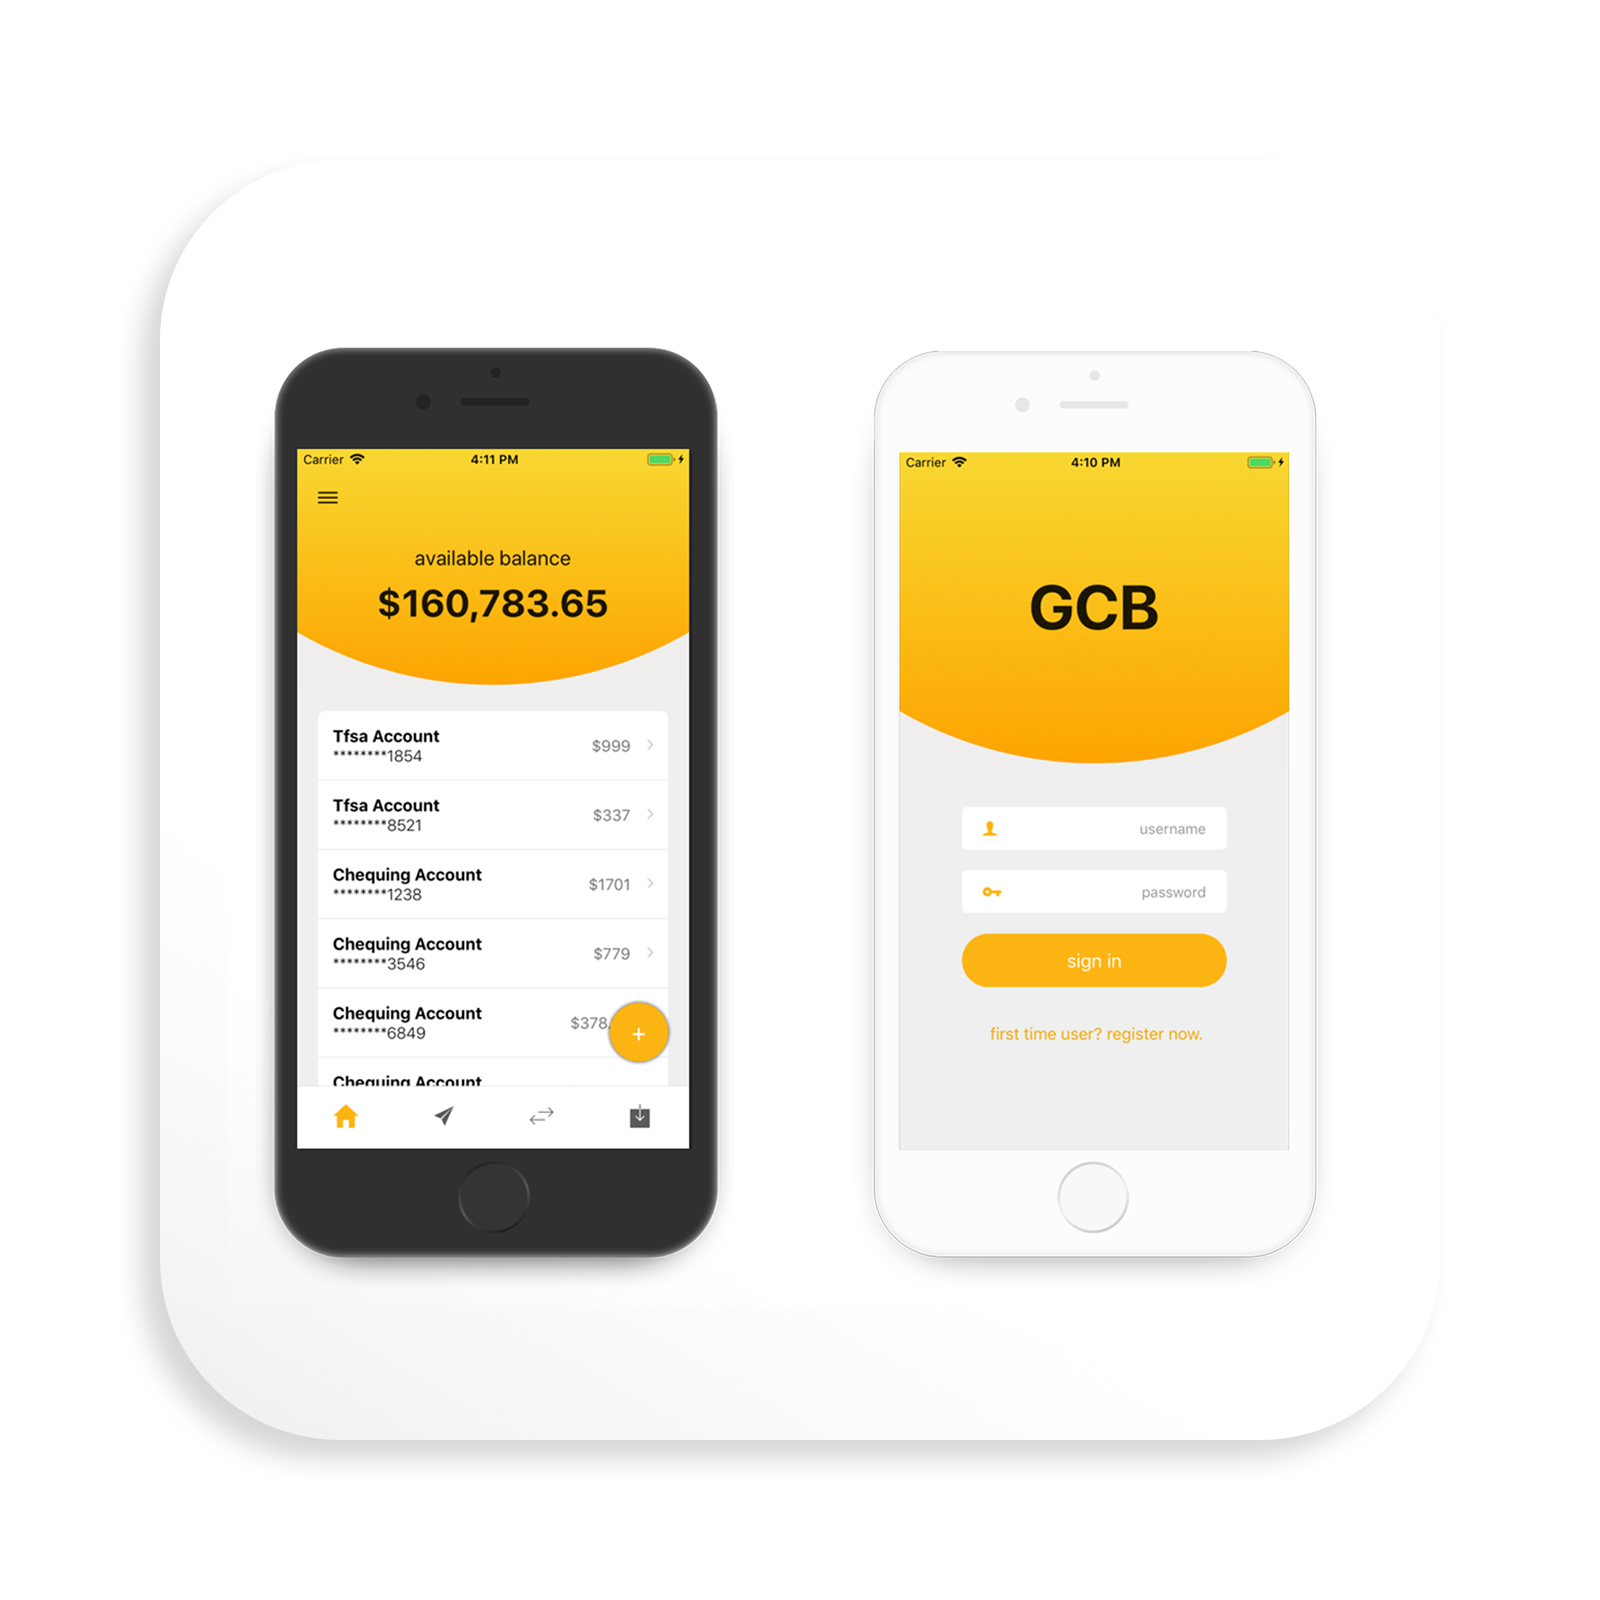 Carrier 4:11 PM
available balance
$160,783.65
Tfsa Account
********1854 $999
Tfsa Account
********8521 $337
Chequing Account
********1238 $1701
Chequing Account
********3546 $779
Chequing Account
********6849 $378.
+
Chequing Account
Carrier 4:10 PM
GCB
username
password
sign in
first time user? register now.